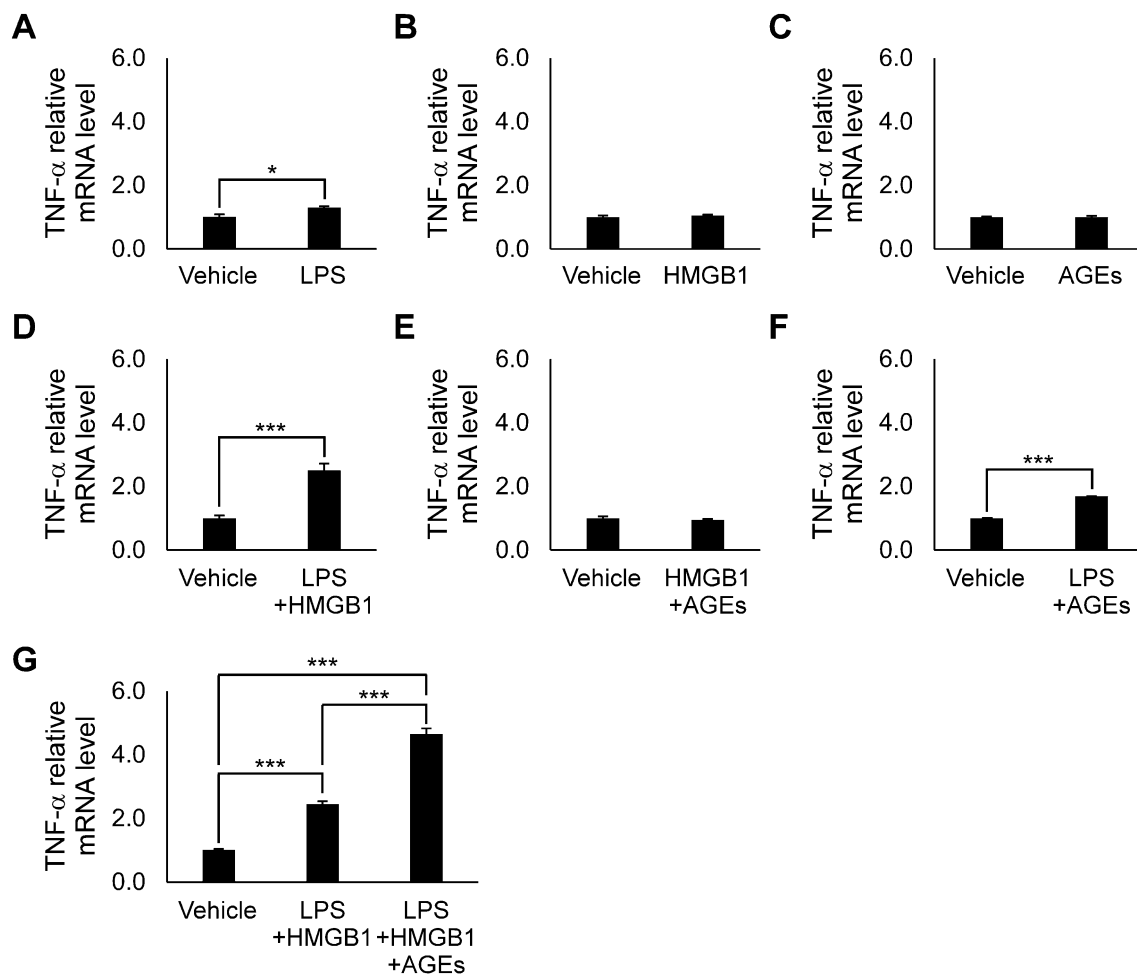 A
TNF-α relative
mRNA level
6.0
4.0
2.0
0.0
*
Vehicle
LPS
B
TNF-α relative
mRNA level
6.0
4.0
2.0
0.0
Vehicle
HMGB1
C
TNF-α relative
mRNA level
6.0
4.0
2.0
0.0
Vehicle
AGEs
D
TNF-α relative
mRNA level
6.0
4.0
2.0
0.0
***
Vehicle
LPS
+HMGB1
E
TNF-α relative
mRNA level
6.0
4.0
2.0
0.0
Vehicle
HMGB1
+AGEs
F
TNF-α relative
mRNA level
6.0
4.0
2.0
0.0
***
Vehicle
LPS
+AGEs
G
TNF-α relative
mRNA level
6.0
4.0
2.0
0.0
***
***
***
Vehicle
LPS
+HMGB1
LPS
+HMGB1
+AGEs